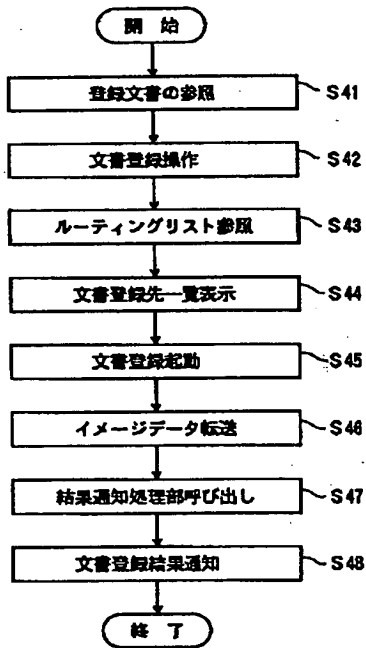 開 始
登録文書の参照 S41
文書登録操作 S42
ルーティングリスト参照 S43
文書登録先一覧表示 S44
文書登録起動 S45
イメージデータ転送 S46
結果通知処理部呼び出し S47
文書登録結果通知 S48
終 了